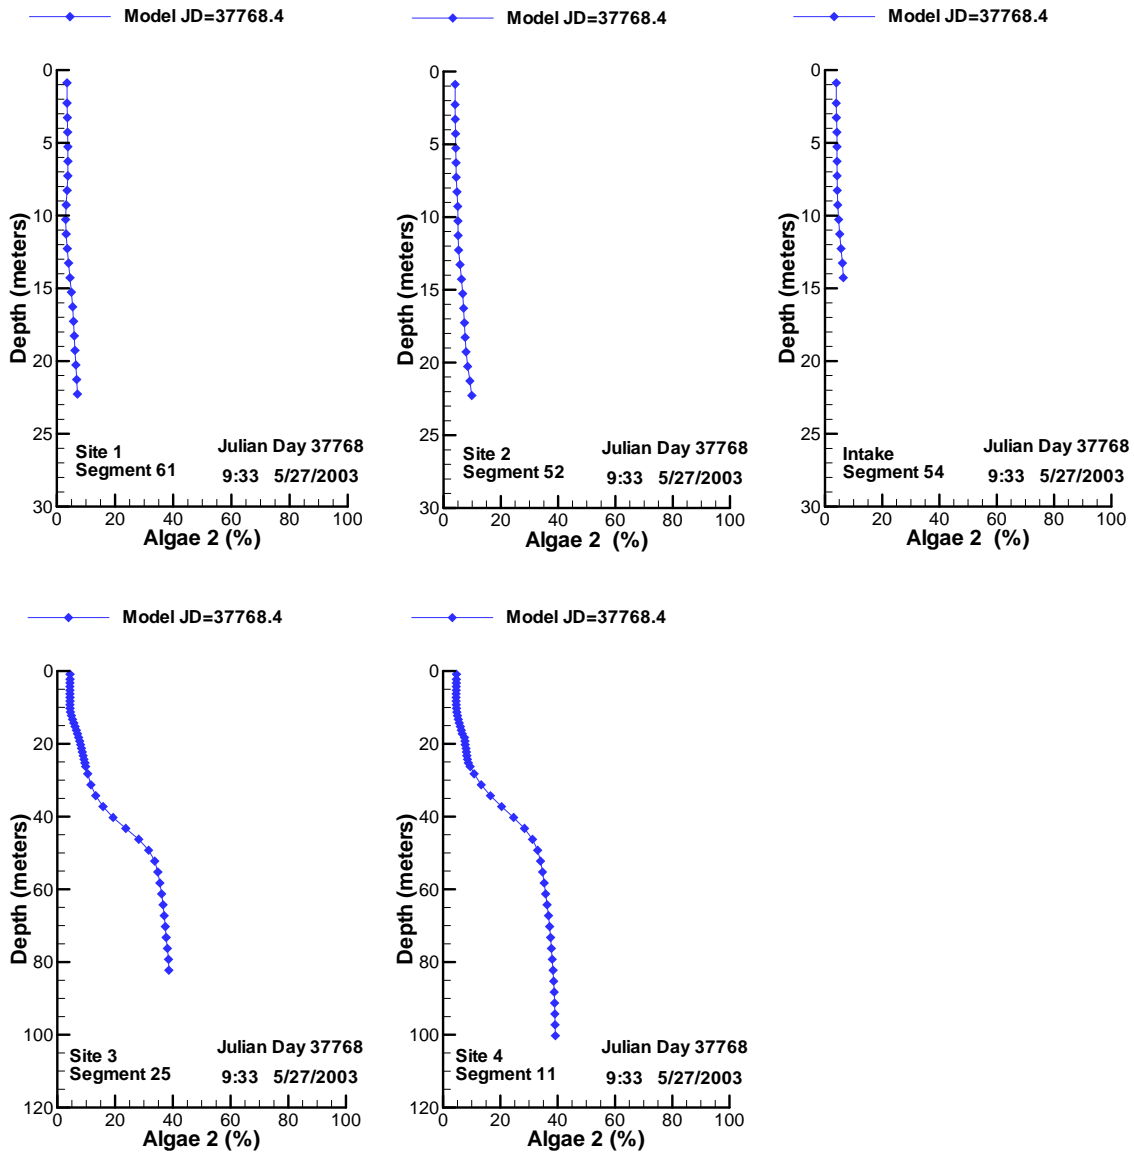 Model JD=37768.4
Depth (meters)
0
5
10
15
20
25
30
0 20 40 60 80 100
Algae 2 (%)
Site 1
Segment 61
Julian Day 37768
9:33 5/27/2003
Model JD=37768.4
Depth (meters)
0
5
10
15
20
25
30
0 20 40 60 80 100
Algae 2 (%)
Site 2
Segment 52
Julian Day 37768
9:33 5/27/2003
Model JD=37768.4
Depth (meters)
0
5
10
15
20
25
30
0 20 40 60 80 100
Algae 2 (%)
Intake
Segment 54
Julian Day 37768
9:33 5/27/2003
Model JD=37768.4
Depth (meters)
0
20
40
60
80
100
120
0 20 40 60 80 100
Algae 2 (%)
Site 3
Segment 25
Julian Day 37768
9:33 5/27/2003
Model JD=37768.4
Depth (meters)
0
20
40
60
80
100
120
0 20 40 60 80 100
Algae 2 (%)
Site 4
Segment 11
Julian Day 37768
9:33 5/27/2003